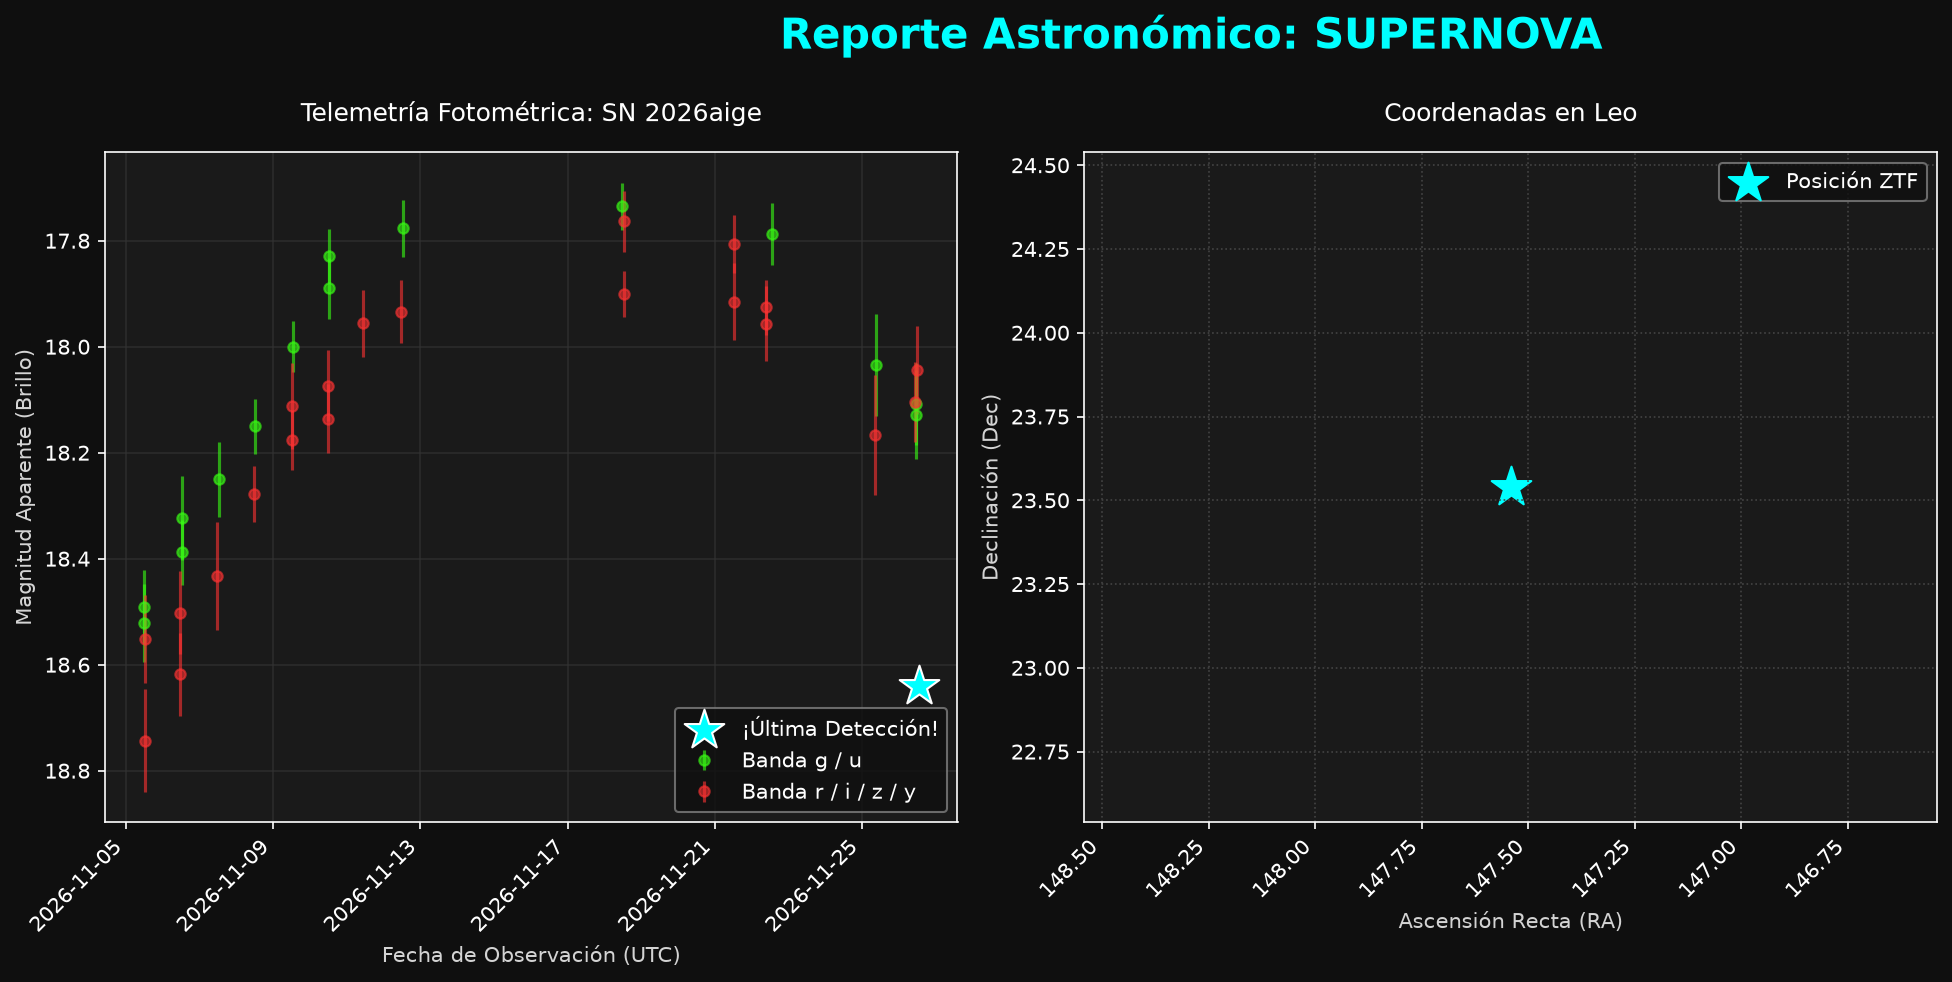 Reporte Astronómico: SUPERNOVA
Telemetría Fotométrica: SN 2026aige
Magnitud Aparente (Brillo)
17.8
18.0
18.2
18.4
18.6
18.8
¡Última Detección!
Banda g / u
Banda r / i / z / y
2026-11-05
2026-11-09
2026-11-13
2026-11-17
2026-11-21
2026-11-25
Fecha de Observación (UTC)
Coordenadas en Leo
Declinación (Dec)
24.50
24.25
24.00
23.75
23.50
23.25
23.00
22.75
Posición ZTF
148.50
148.25
148.00
147.75
147.50
147.25
147.00
146.75
Ascensión Recta (RA)